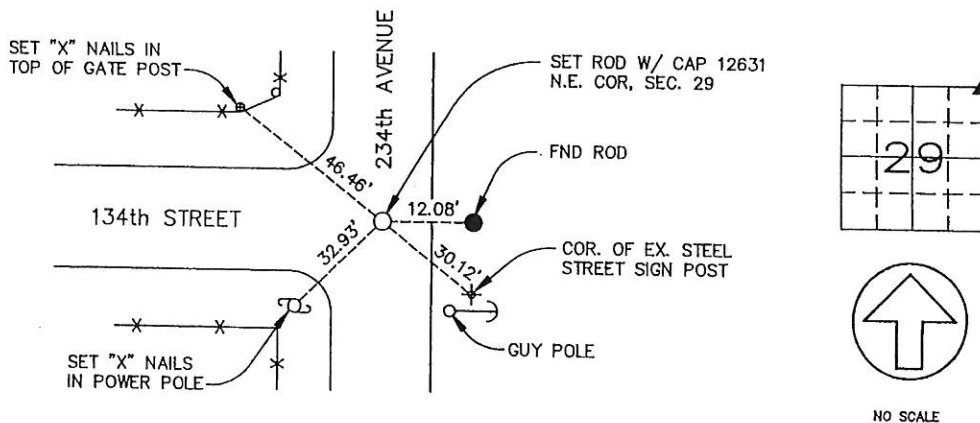 SET "X" NAILS IN
TOP OF GATE POST
234th AVENUE
SET ROD W/ CAP 12631
N.E. COR, SEC. 29
FND ROD
29
46.46'
12.08'
134th STREET
32.93'
30.12'
COR. OF EX. STEEL
STREET SIGN POST
GUY POLE
SET "X" NAILS
IN POWER POLE
NO SCALE